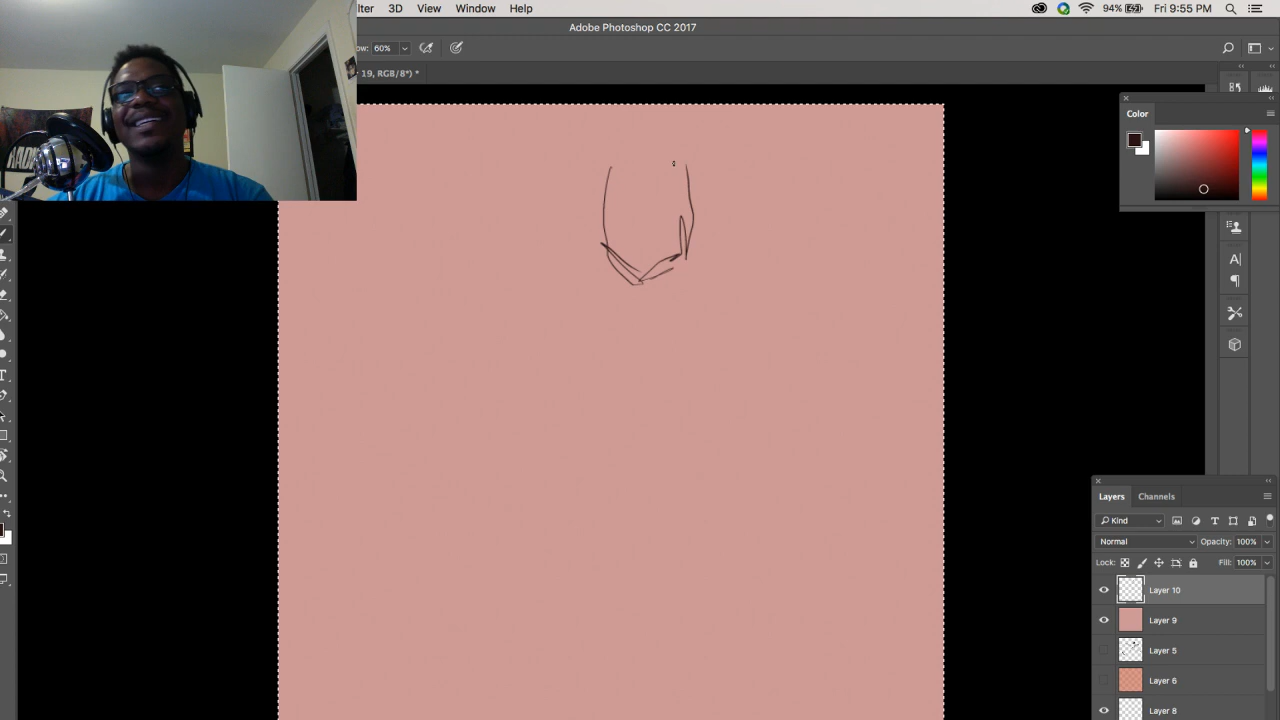 lter 3D View Window Help 94% Fri 9:55 PM
Adobe Photoshop CC 2017
ow: 60%
19, RGB/8*) *
Color
Layers Channels
Kind
Normal Opacity: 100%
Lock: Fill: 100%
Layer 10
Layer 9
Layer 5
Layer 6
Layer 8